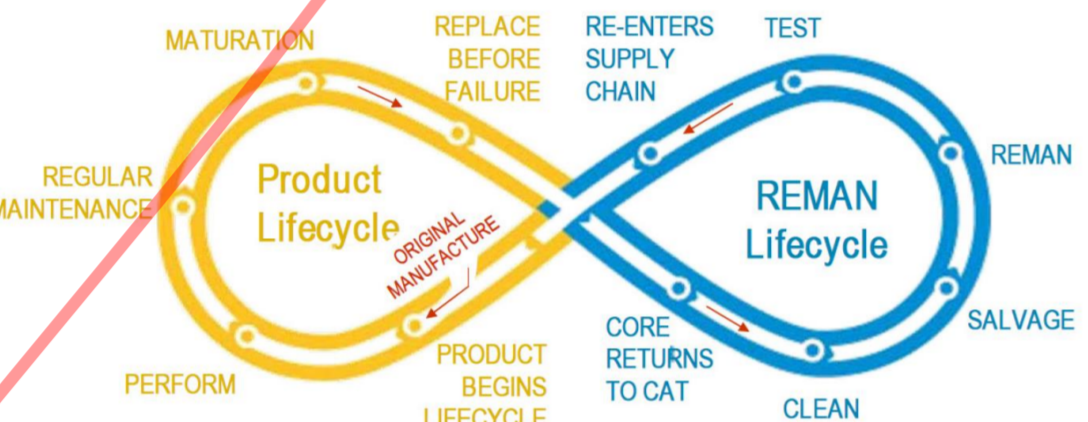 MATURATION
REPLACE
BEFORE
FAILURE
RE-ENTERS
SUPPLY
CHAIN
TEST
REGULAR
MAINTENANCE
Product
Lifecycle
ORIGINAL
MANUFACTURE
REMAN
Lifecycle
REMAN
PERFORM
PRODUCT
BEGINS
LIFECYCLE
CORE
RETURNS
TO CAT
CLEAN
SALVAGE